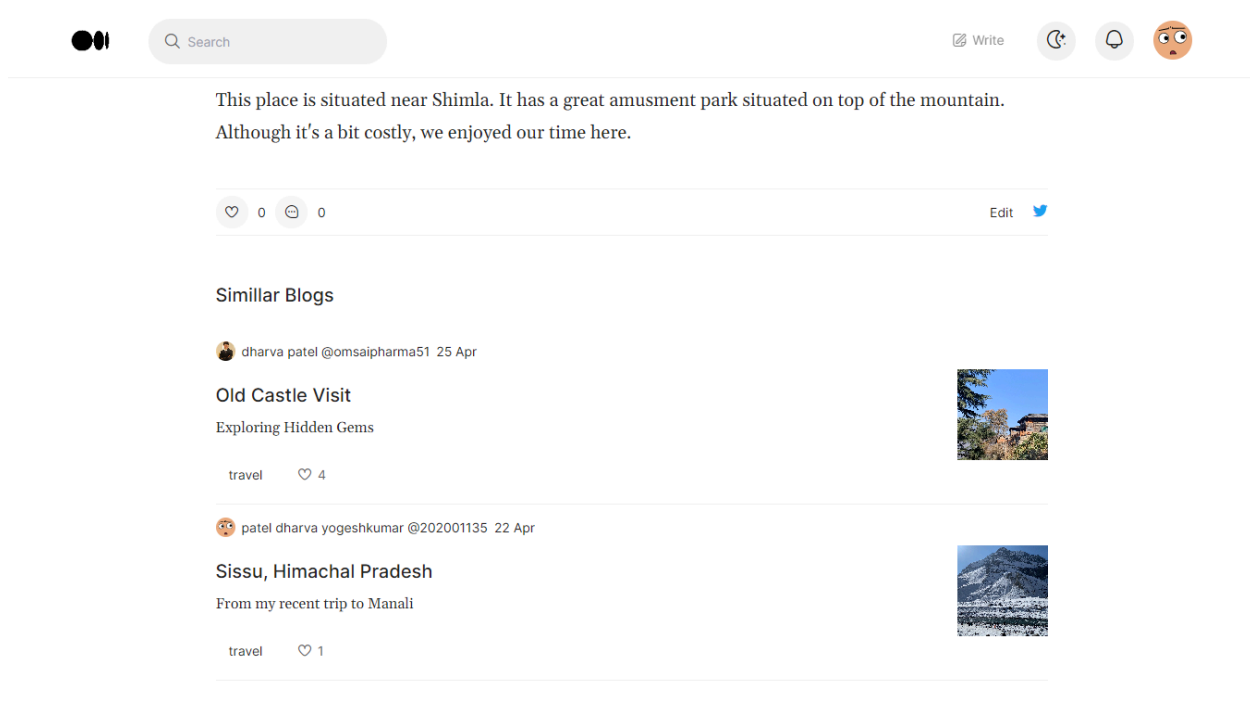 Search
Write
This place is situated near Shimla. It has a great amusment park situated on top of the mountain.
Although it's a bit costly, we enjoyed our time here.
0
0
Edit
Simillar Blogs
dharva patel @omsaipharma51 25 Apr
Old Castle Visit
Exploring Hidden Gems
travel
4
patel dharva yogeshkumar @202001135 22 Apr
Sissu, Himachal Pradesh
From my recent trip to Manali
travel
1